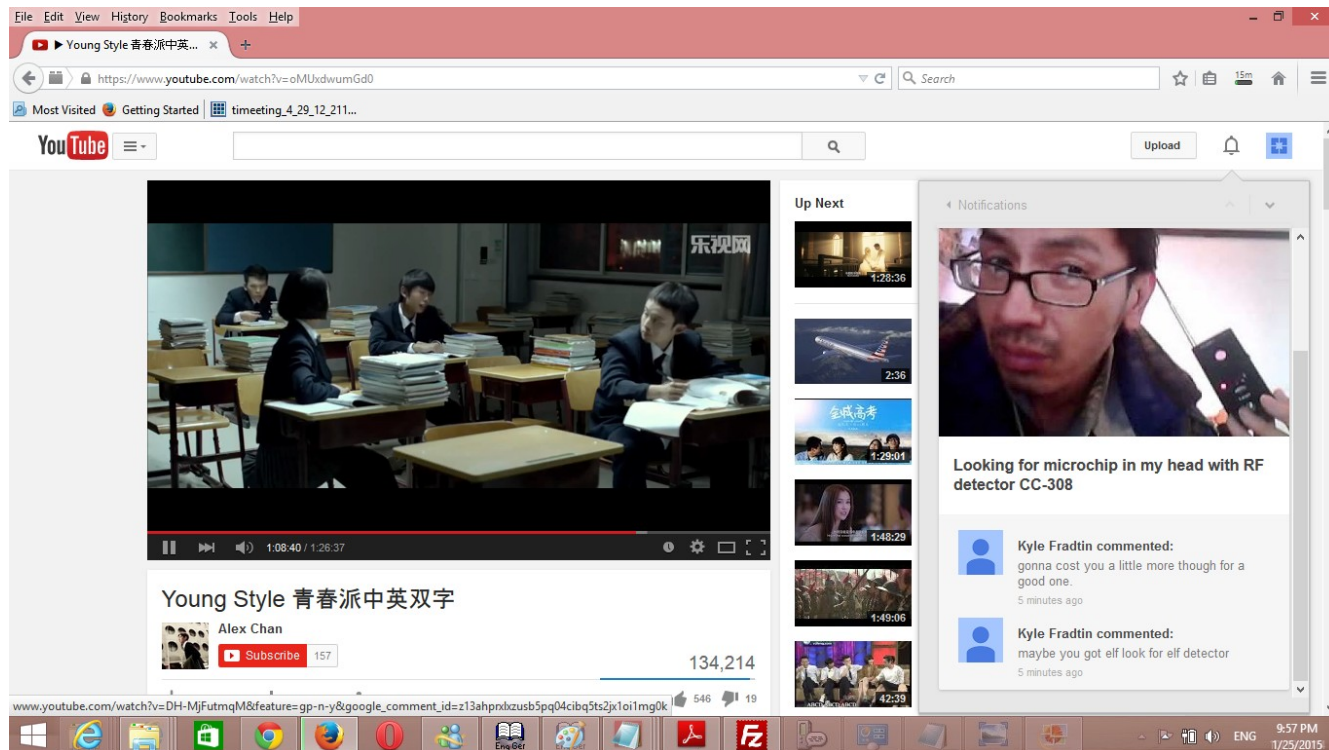 File Edit View History Bookmarks Tools Help
▶ Young Style 青春派中英...
https://www.youtube.com/watch?v=oMUxdwumGd0
Search
15m
Most Visited Getting Started timeeting_4_29_12_211...
YouTube
Upload
乐视网
1:08:40 / 1:26:37
Young Style 青春派中英双字
Alex Chan
Subscribe 157
134,214
546 19
Up Next
1:28:36
2:36
全城高考
1:29:01
1:48:29
1:49:06
42:39
Notifications
Looking for microchip in my head with RF
detector CC-308
Kyle Fradtin commented:
gonna cost you a little more though for a
good one.
5 minutes ago
Kyle Fradtin commented:
maybe you got elf look for elf detector
5 minutes ago
www.youtube.com/watch?v=DH-MjFutmqM&feature=gp-n-y&google_comment_id=z13ahprxlxzusb5pq04cibq5ts2jx1oi1mg0k
Eng Ger
ENG
9:57 PM
1/25/2015